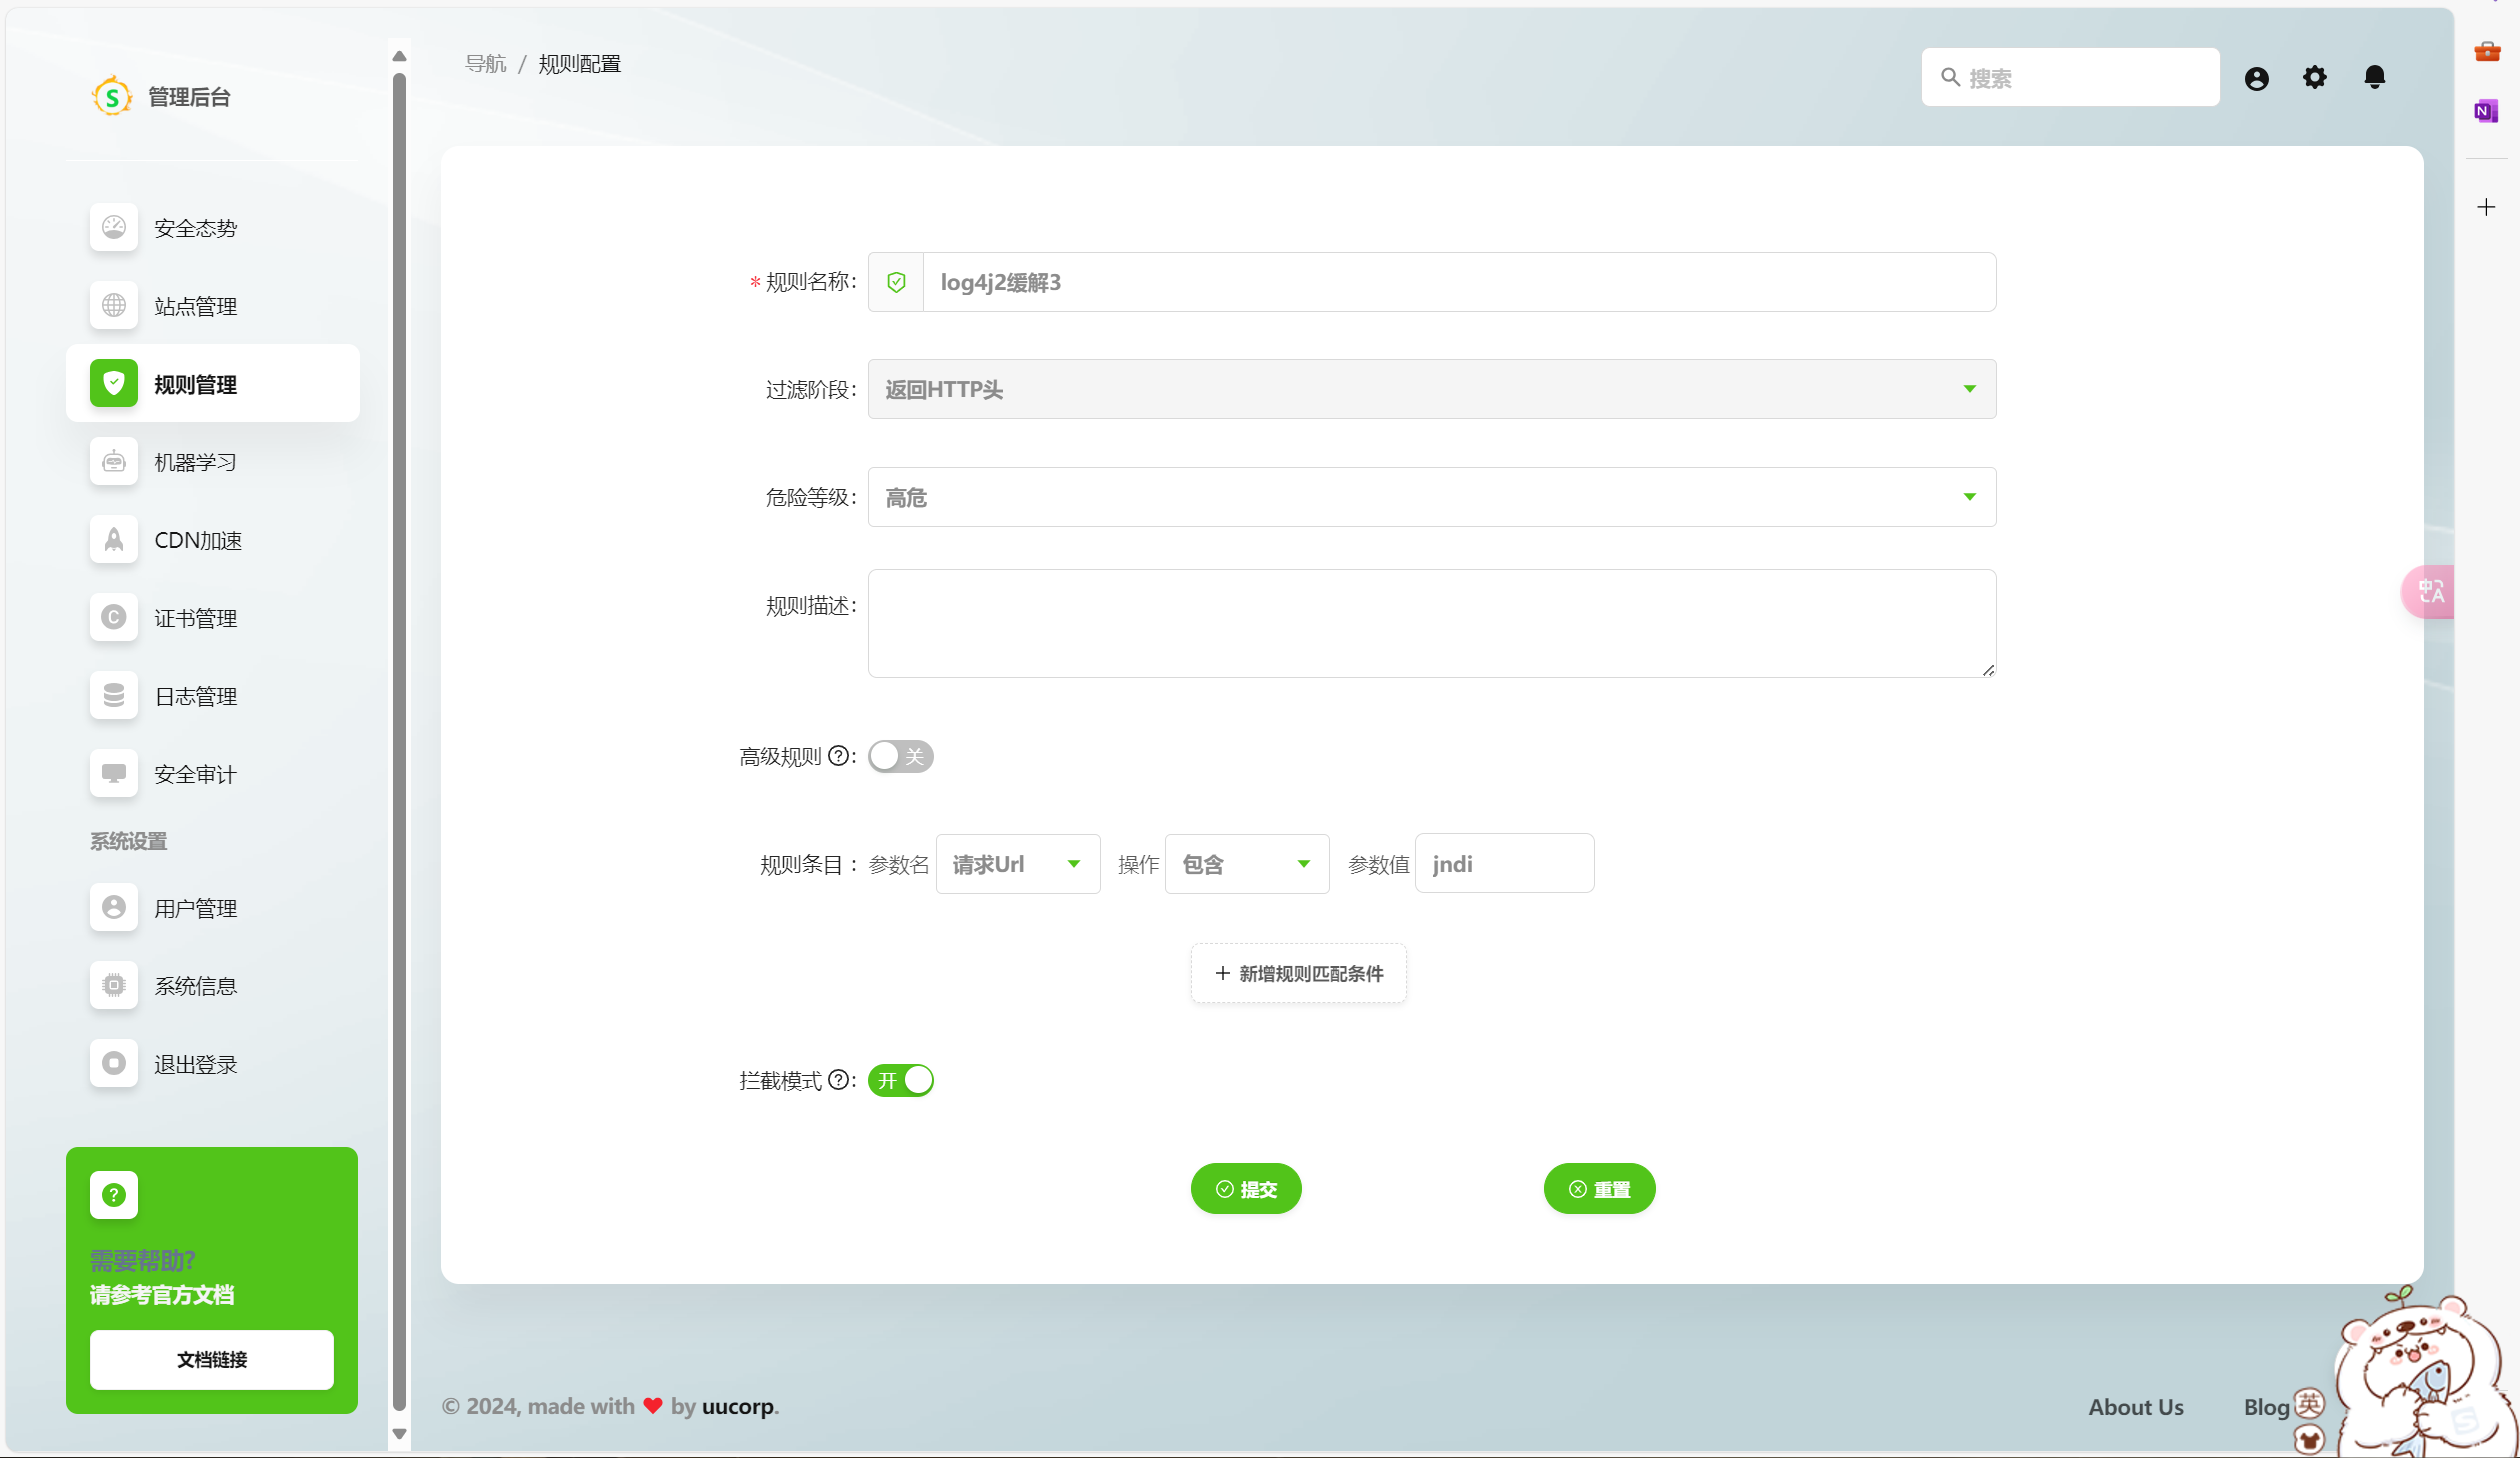 管理后台
安全态势
站点管理
规则管理
机器学习
CDN加速
证书管理
日志管理
安全审计
系统设置
用户管理
系统信息
退出登录
需要帮助?
请参考官方文档
文档链接
导航 / 规则配置
搜索
*规则名称: log4j2缓解3
过滤阶段: 返回HTTP头
危险等级: 高危
规则描述:
高级规则 : 关
规则条目: 参数名 请求Url 操作 包含 参数值 jndi
+ 新增规则匹配条件
拦截模式 : 开
提交 重置
© 2024, made with ❤ by uucorp.
About Us Blog
英
中A
N